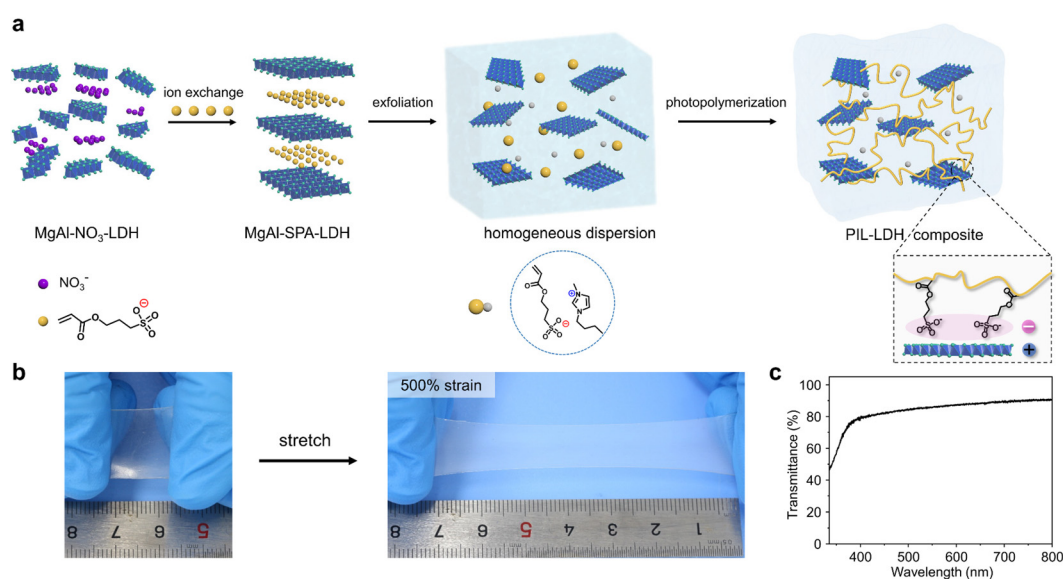 a
ion exchange
exfoliation
photopolymerization
MgAl-NO₃-LDH
MgAl-SPA-LDH
homogeneous dispersion
PIL-LDH composite
NO₃⁻
O O S O O O ⊖
O O O S O O ⊖ ⊕ N N
O O O O S O O⁻ O S O O⁻
−
+
b
500% strain
stretch
8 7 6 5
8 7 6 5 4 3 2 1
c
Transmittance (%)
100
80
60
40
20
0
400 500 600 700 800
Wavelength (nm)